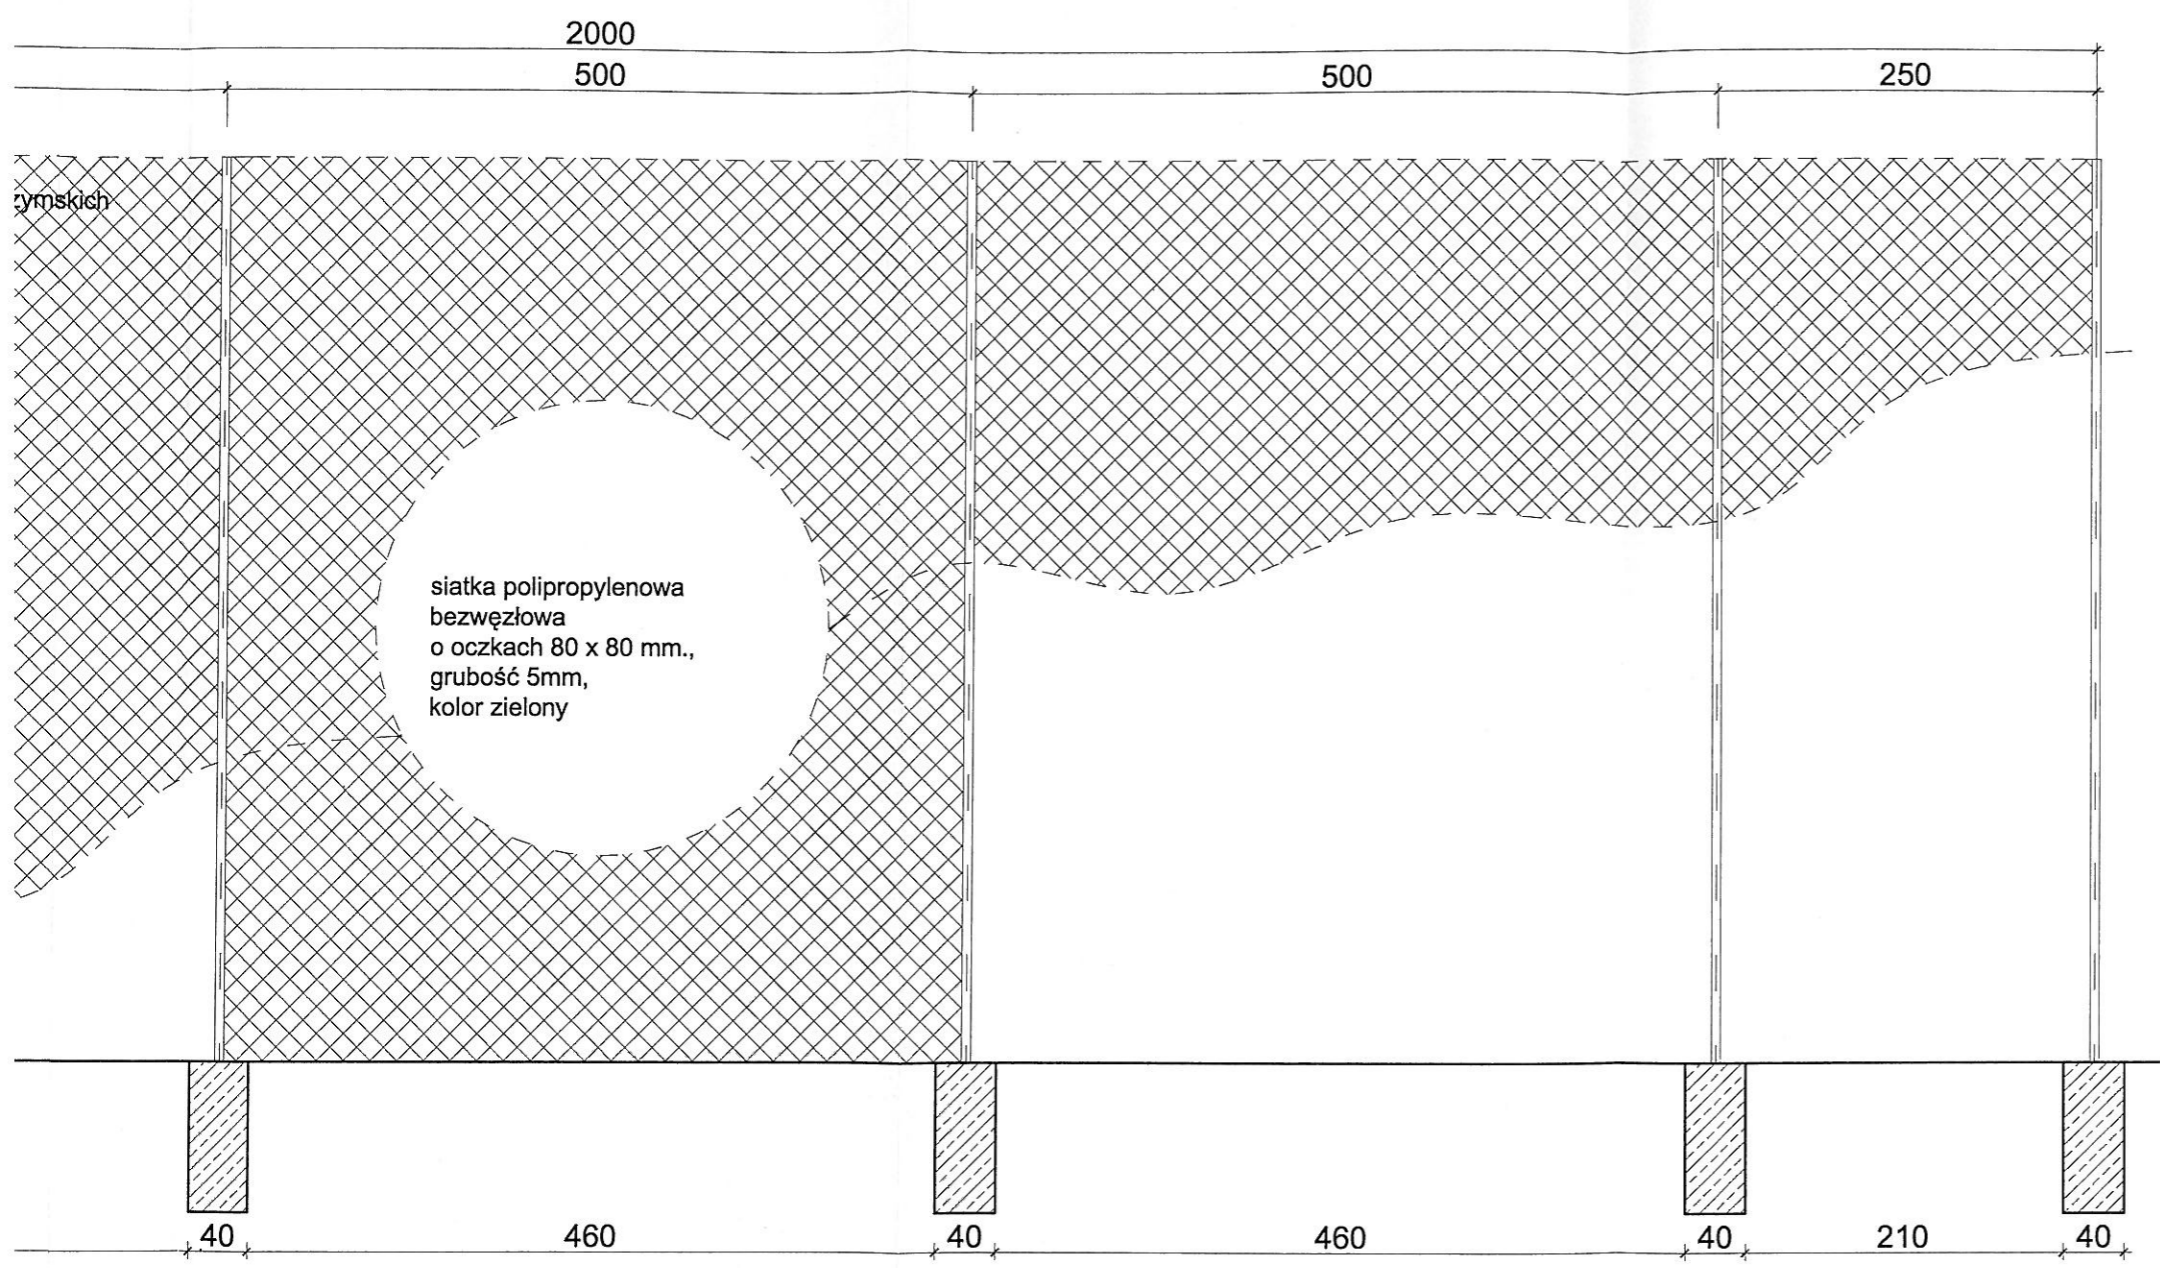 2000
500 500 250
zymskich
siatka polipropylenowa
bezwęzłowa
o oczkach 80 x 80 mm.,
grubość 5mm,
kolor zielony
40 460 40 460 40 210 40